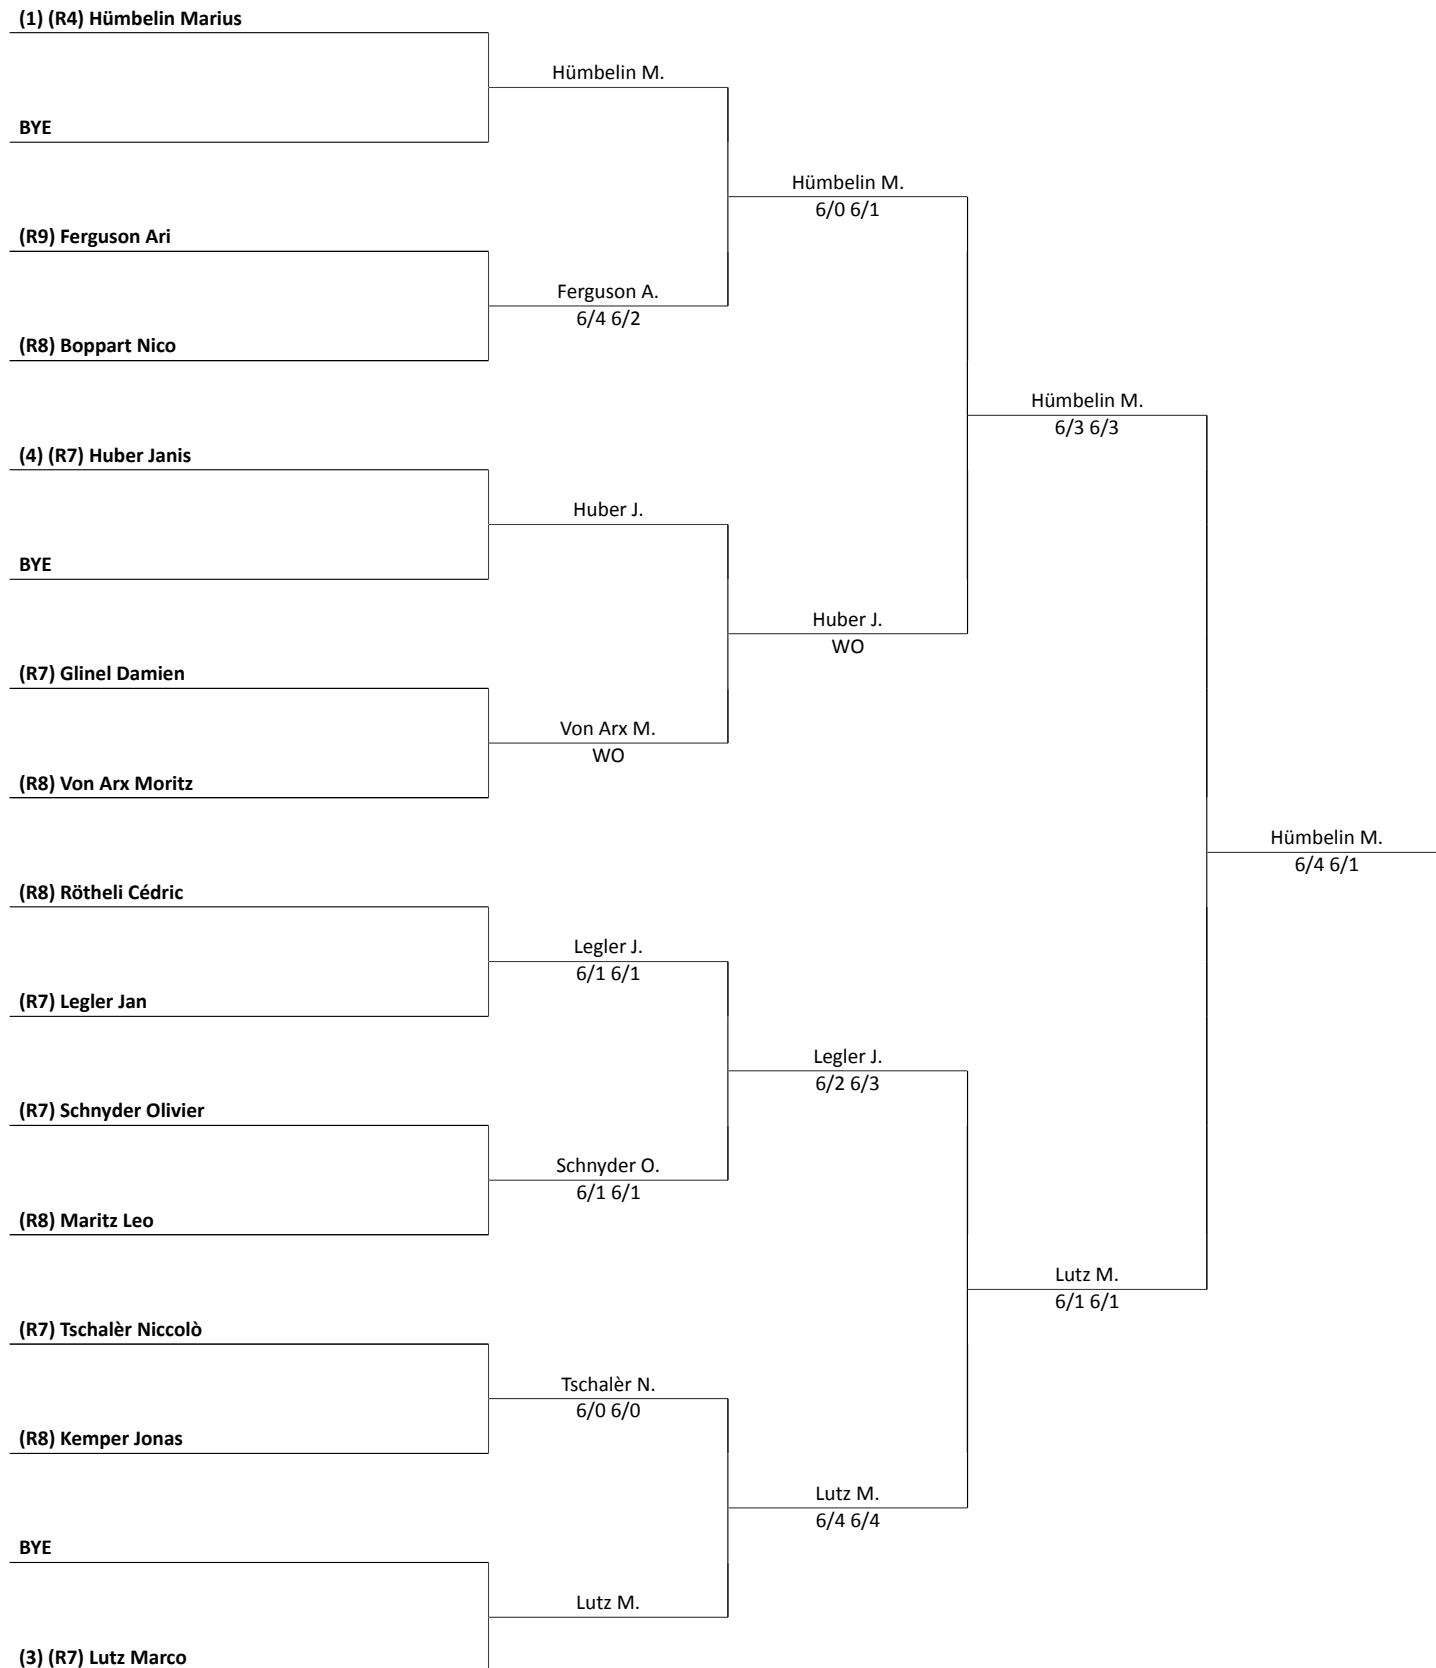 (1) (R4) Hümbelin Marius
Hümbelin M.
BYE
Hümbelin M.
6/0 6/1
(R9) Ferguson Ari
Ferguson A.
6/4 6/2
(R8) Boppart Nico
Hümbelin M.
6/3 6/3
(4) (R7) Huber Janis
Huber J.
BYE
Huber J.
WO
(R7) Glinel Damien
Von Arx M.
WO
(R8) Von Arx Moritz
Hümbelin M.
6/4 6/1
(R8) Rötheli Cédric
Legler J.
6/1 6/1
(R7) Legler Jan
Legler J.
6/2 6/3
(R7) Schnyder Olivier
Schnyder O.
6/1 6/1
(R8) Maritz Leo
Lutz M.
6/1 6/1
(R7) Tschalèr Niccolò
Tschalèr N.
6/0 6/0
(R8) Kemper Jonas
Lutz M.
6/4 6/4
BYE
Lutz M.
(3) (R7) Lutz Marco